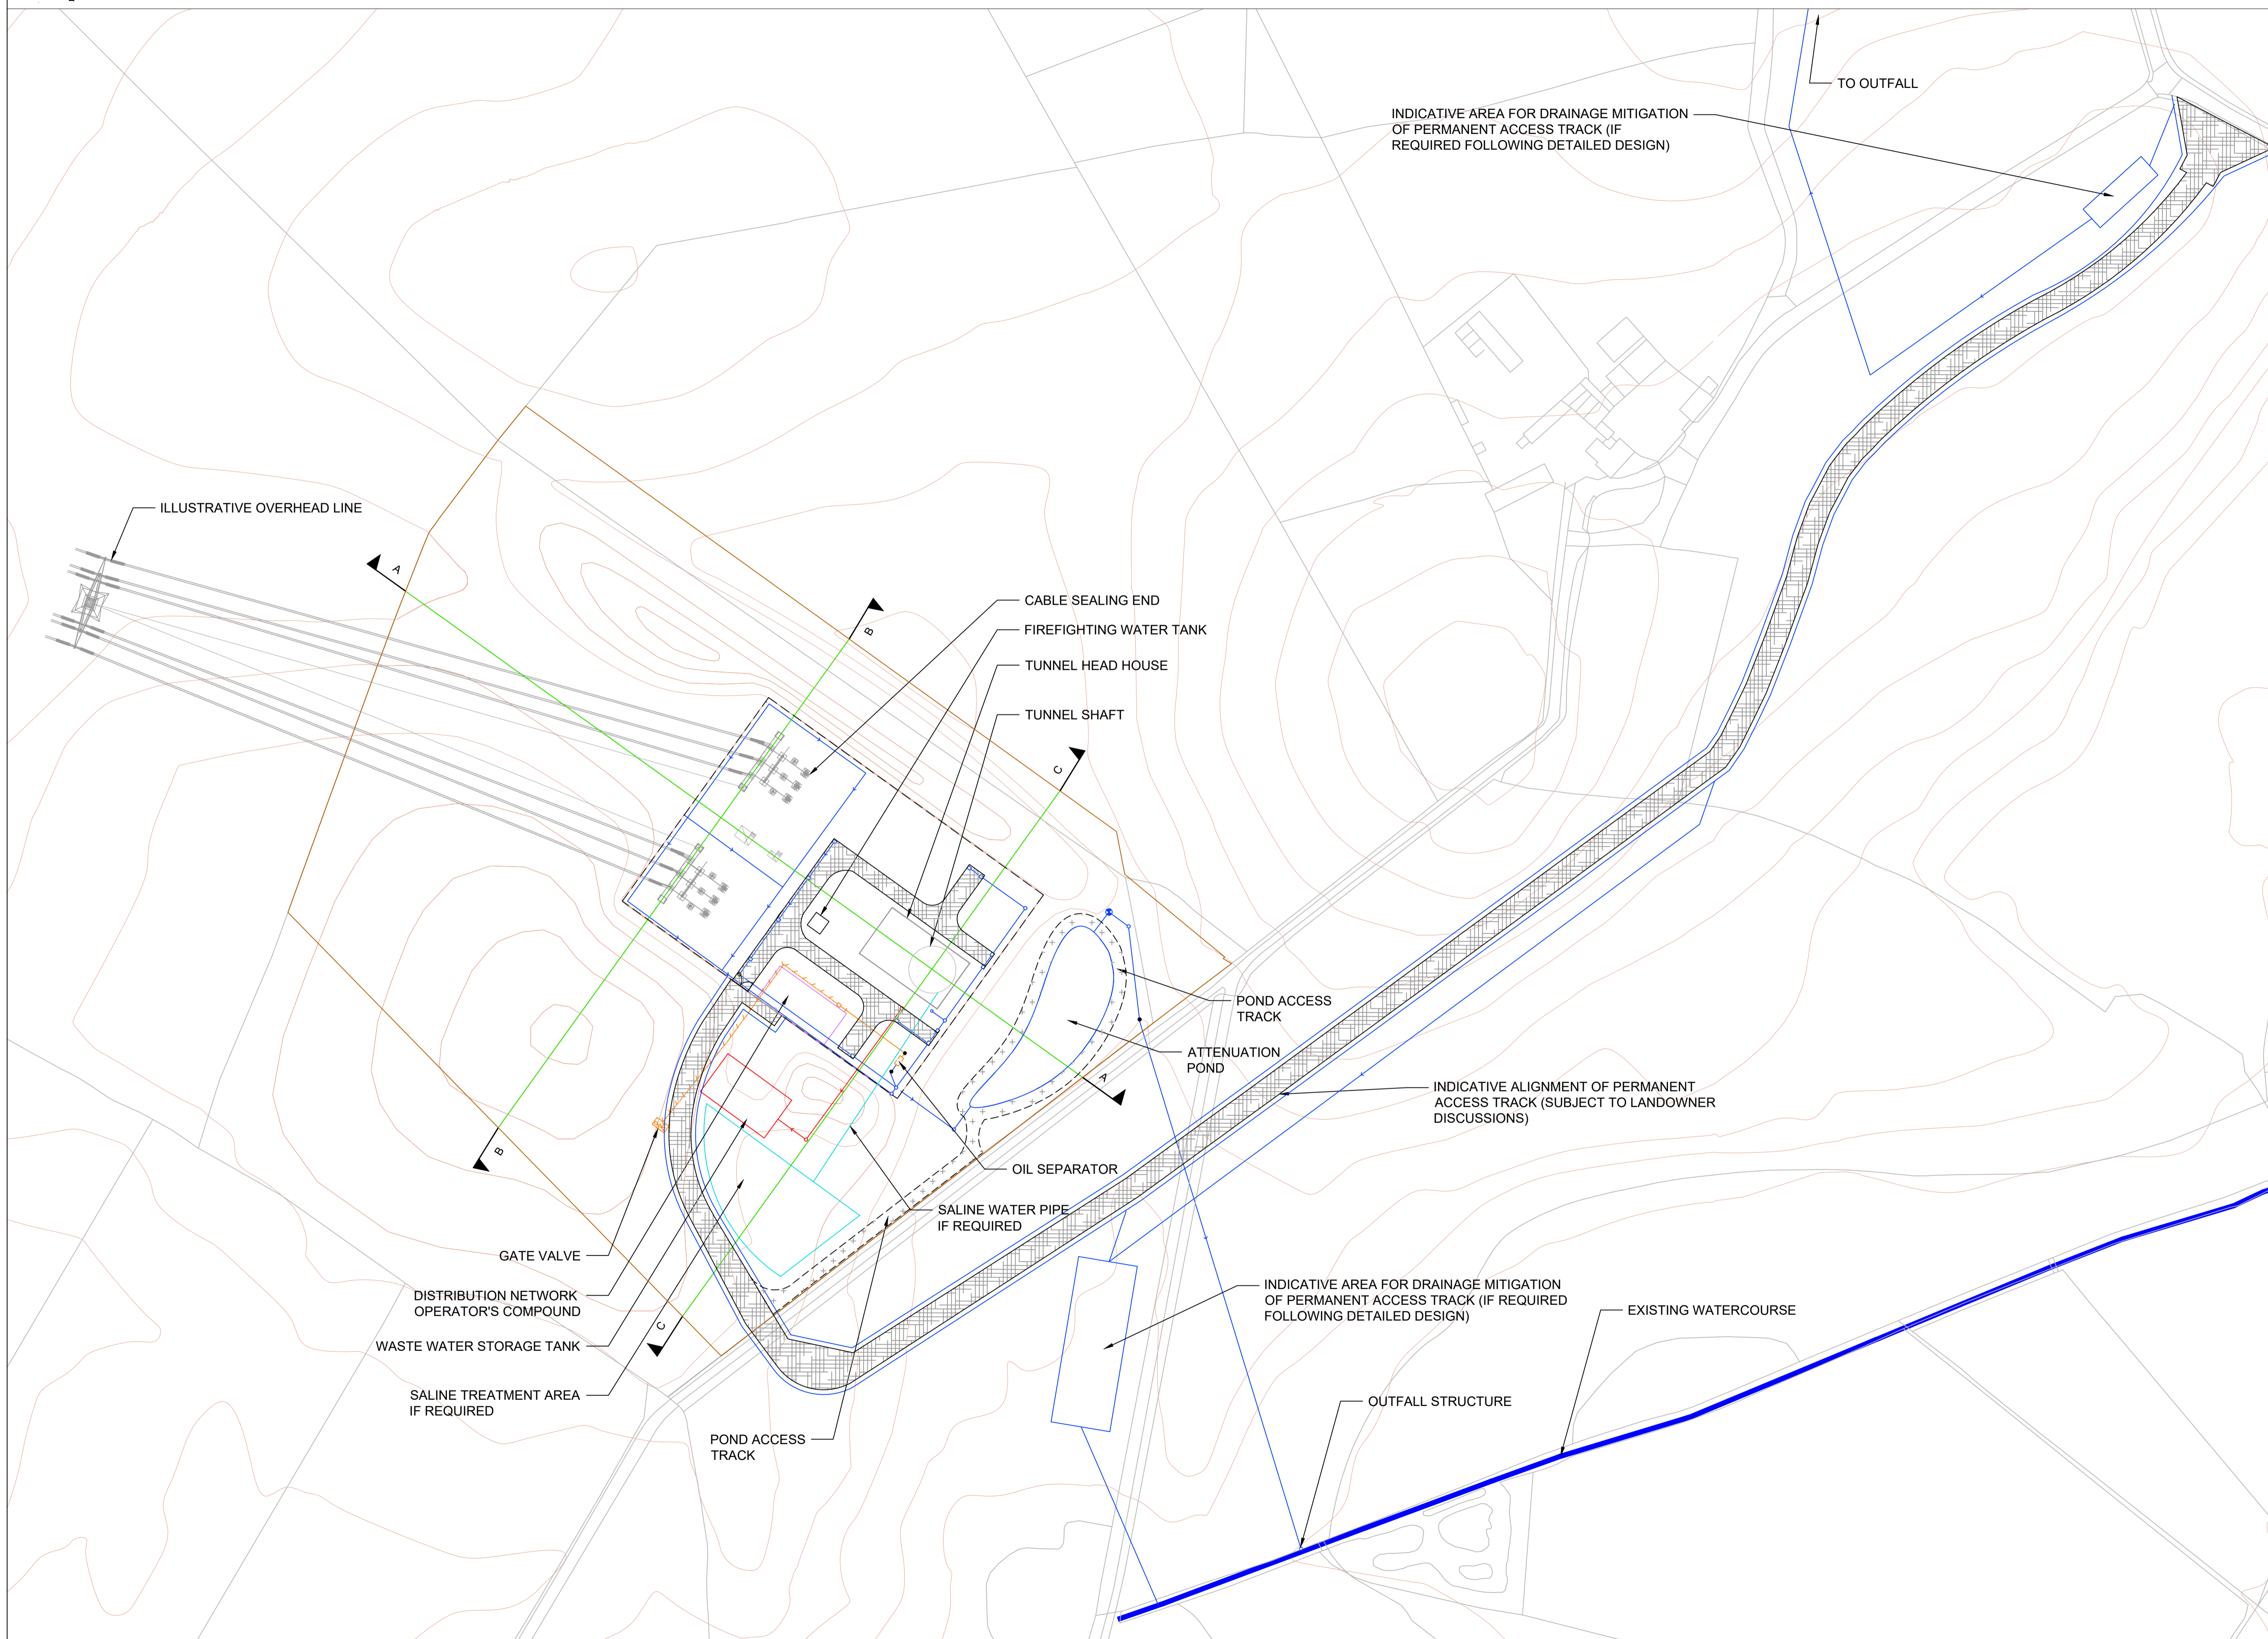 TO OUTFALL
INDICATIVE AREA FOR DRAINAGE MITIGATION
OF PERMANENT ACCESS TRACK (IF
REQUIRED FOLLOWING DETAILED DESIGN)
ILLUSTRATIVE OVERHEAD LINE
A
B
CABLE SEALING END
FIREFIGHTING WATER TANK
TUNNEL HEAD HOUSE
TUNNEL SHAFT
C
POND ACCESS
TRACK
ATTENUATION
POND
A
INDICATIVE ALIGNMENT OF PERMANENT
ACCESS TRACK (SUBJECT TO LANDOWNER
DISCUSSIONS)
B
OIL SEPARATOR
SALINE WATER PIPE
IF REQUIRED
GATE VALVE
DISTRIBUTION NETWORK
OPERATOR'S COMPOUND
WASTE WATER STORAGE TANK
C
SALINE TREATMENT AREA
IF REQUIRED
POND ACCESS
TRACK
INDICATIVE AREA FOR DRAINAGE MITIGATION
OF PERMANENT ACCESS TRACK (IF REQUIRED
FOLLOWING DETAILED DESIGN)
EXISTING WATERCOURSE
OUTFALL STRUCTURE